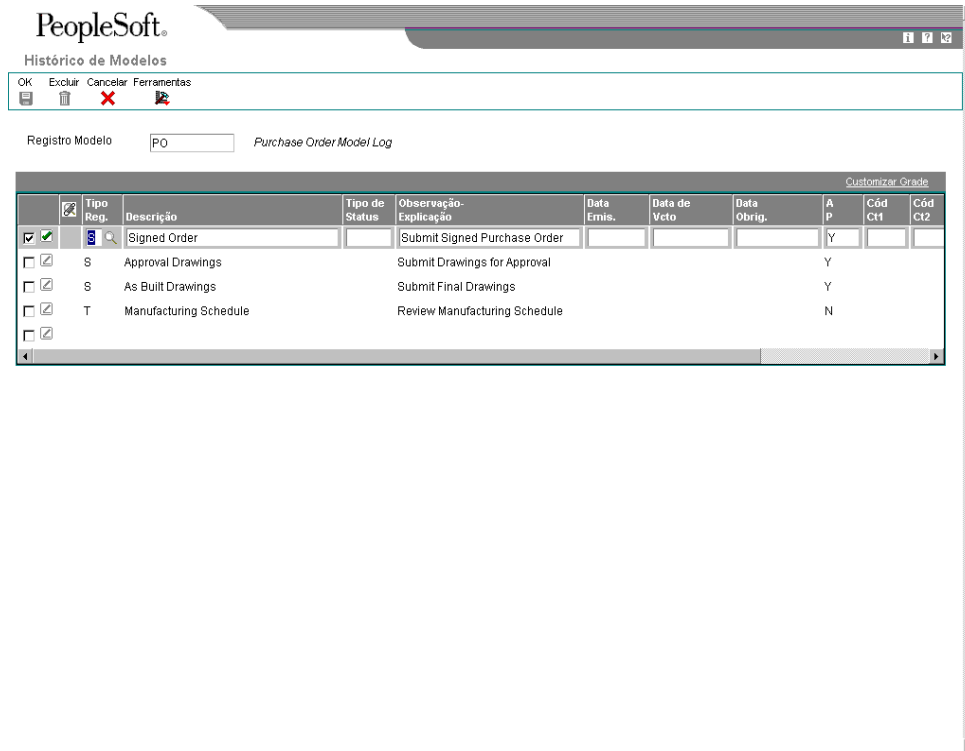 PeopleSoft.
Histórico de Modelos
OK Excluir Cancelar Ferramentas
Registro Modelo PO Purchase Order Model Log
Customizar Grade
Tipo Reg. Descrição Tipo de Status Observação- Explicação Data Emis. Data de Vcto Data Obrig. A P Cód Ct1 Cód Ct2
S Signed Order Submit Signed Purchase Order Y
S Approval Drawings Submit Drawings for Approval Y
S As Built Drawings Submit Final Drawings Y
T Manufacturing Schedule Review Manufacturing Schedule N